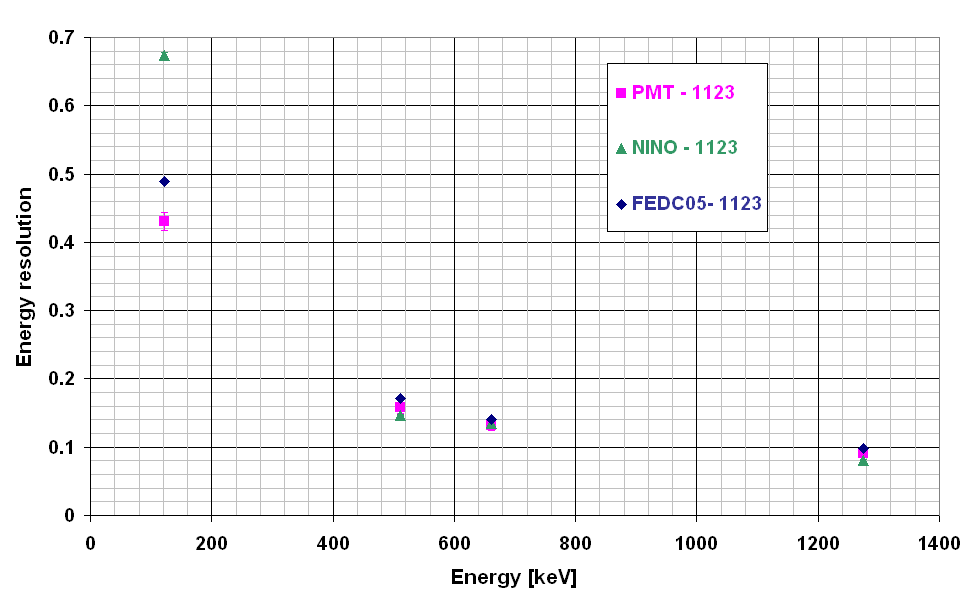 0.7
0.6
0.5
0.4
0.3
0.2
0.1
0
Energy resolution
PMT - 1123
NINO - 1123
FEDC05- 1123
0 200 400 600 800 1000 1200 1400
Energy [keV]